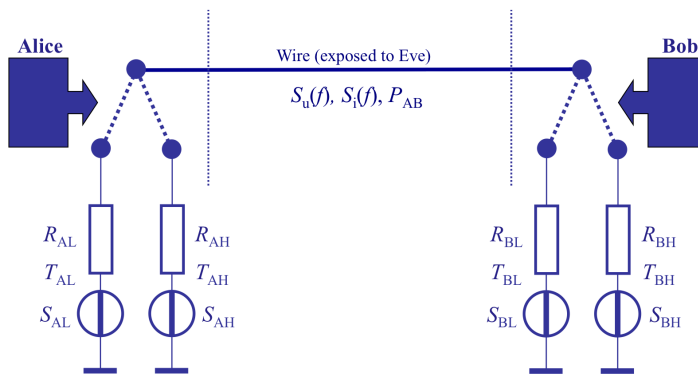 Alice
Bob
Wire (exposed to Eve)
Su(f), Si(f), PAB
RAL
RAH
RBL
RBH
TAL
TAH
TBL
TBH
SAL
SAH
SBL
SBH